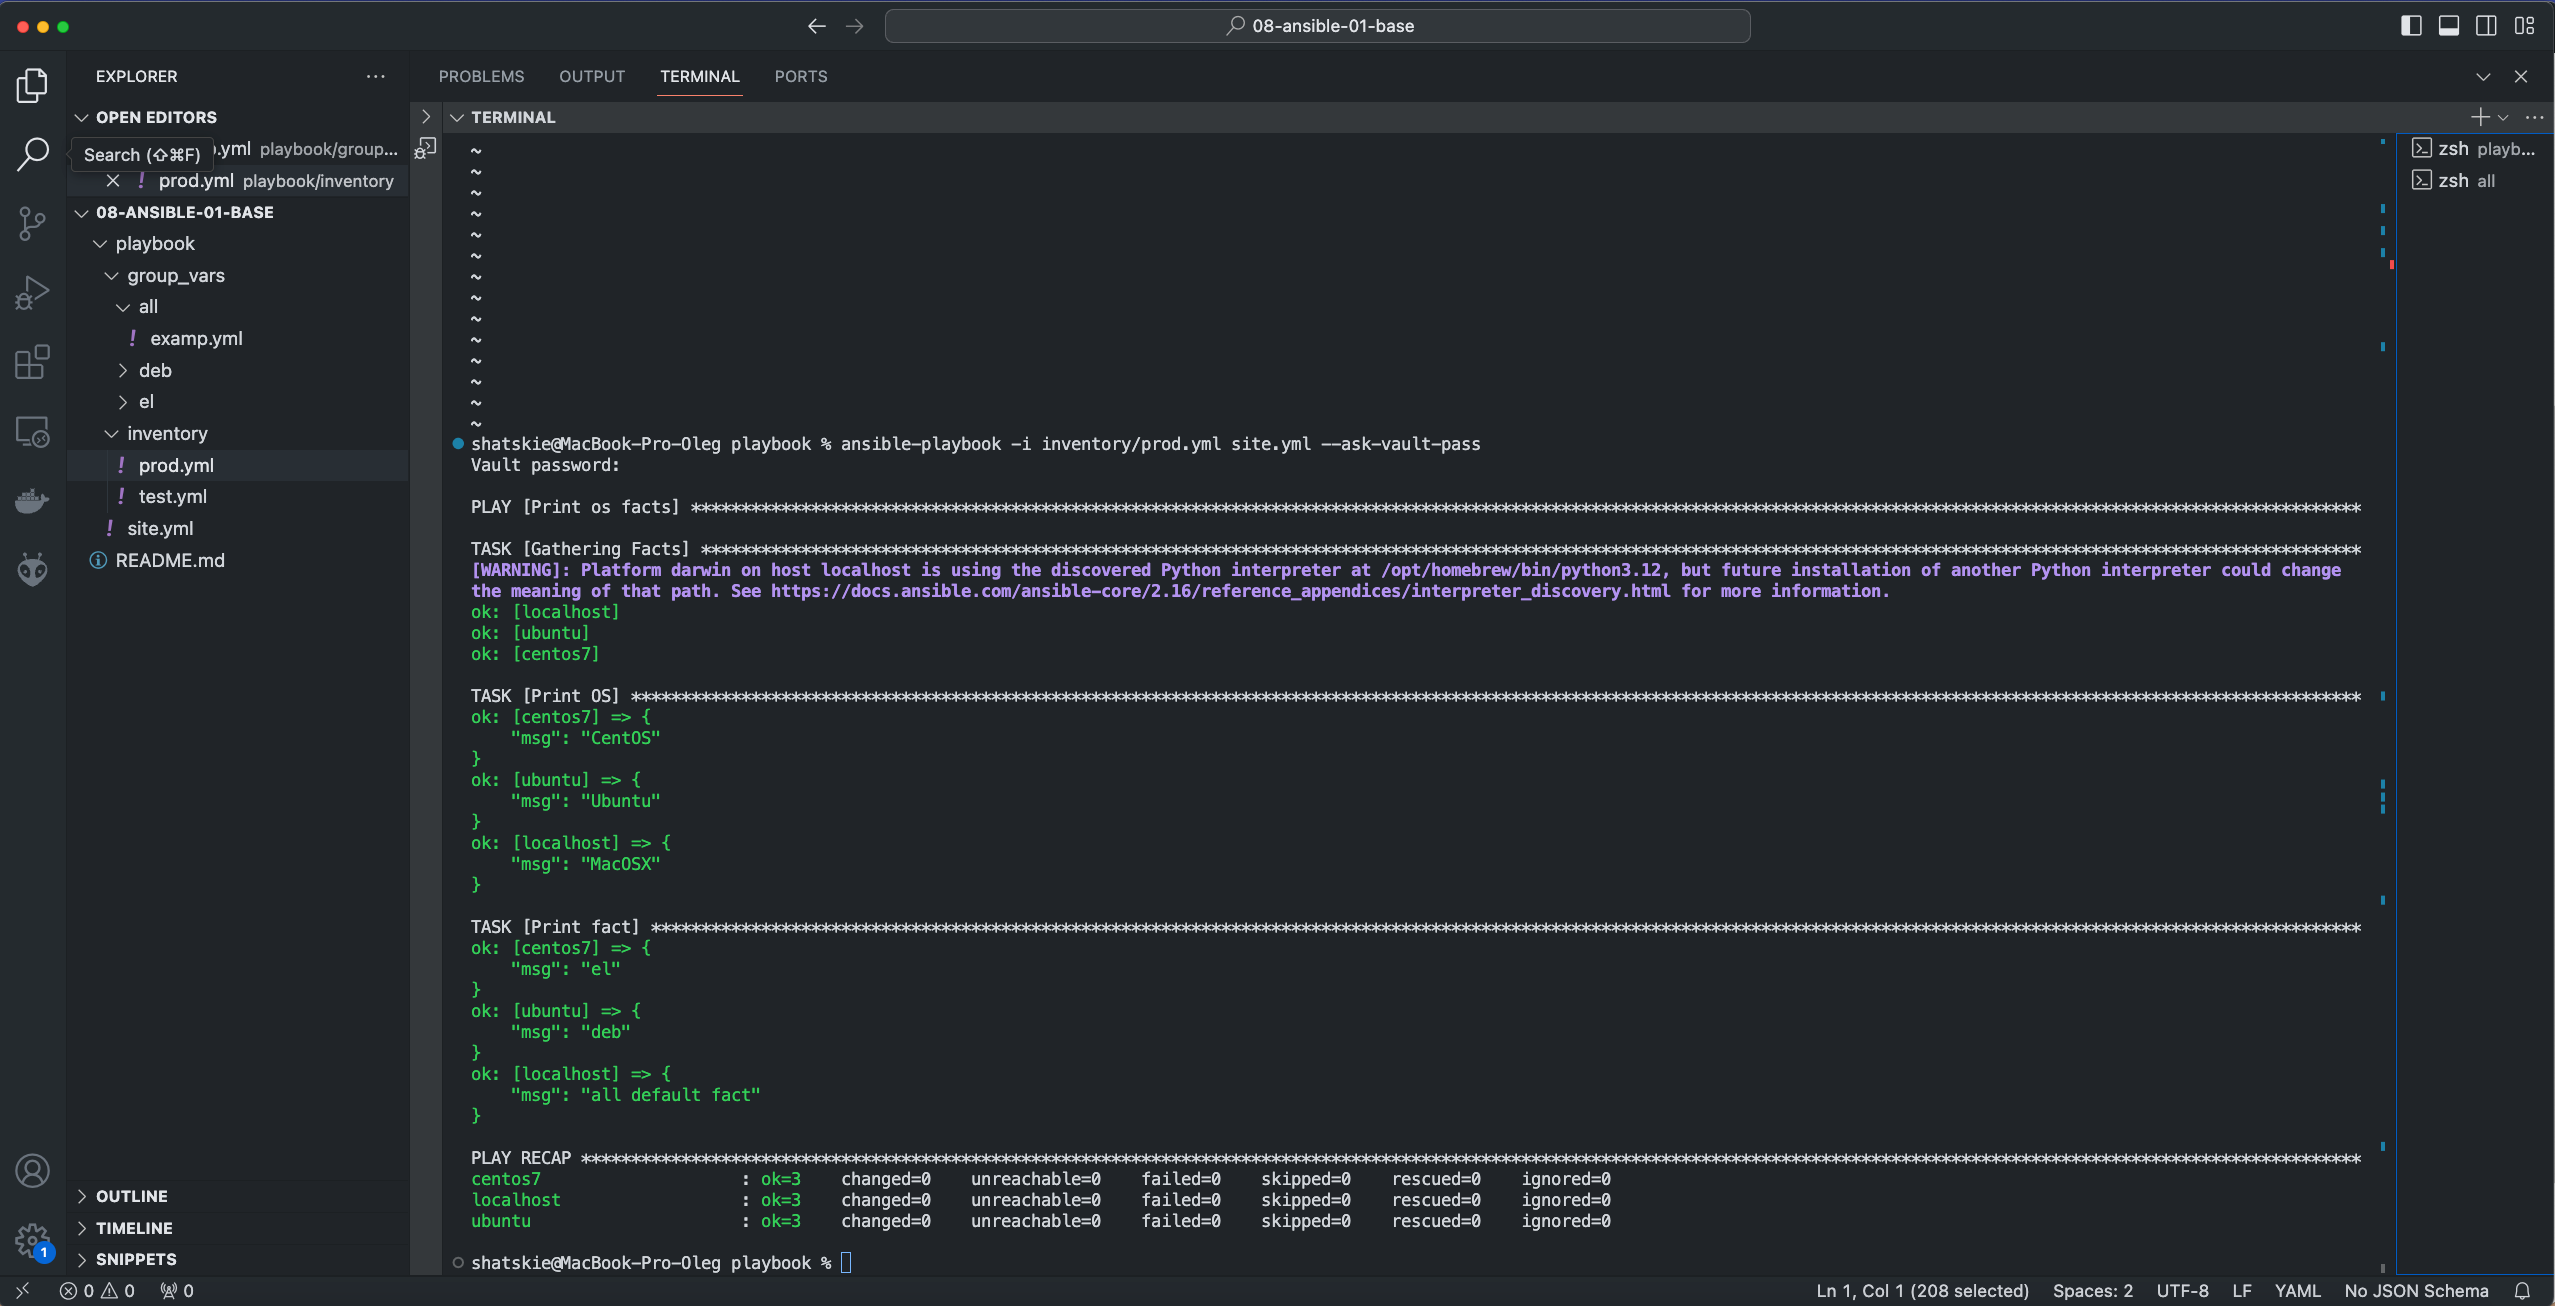 08-ansible-01-base
EXPLORER
PROBLEMS OUTPUT TERMINAL PORTS
OPEN EDITORS
Search (⇧⌘F)
.yml playbook/group...
prod.yml playbook/inventory
08-ANSIBLE-01-BASE
playbook
group_vars
all
! examp.yml
deb
el
inventory
! prod.yml
! test.yml
! site.yml
README.md
OUTLINE
TIMELINE
SNIPPETS
1
TERMINAL
~
~
~
~
~
~
~
~
~
~
~
~
~
~
shatskie@MacBook-Pro-Oleg playbook % ansible-playbook -i inventory/prod.yml site.yml --ask-vault-pass
Vault password:
PLAY [Print os facts] ***********************************************************************************************************************************************************************
TASK [Gathering Facts] **********************************************************************************************************************************************************************
[WARNING]: Platform darwin on host localhost is using the discovered Python interpreter at /opt/homebrew/bin/python3.12, but future installation of another Python interpreter could change
the meaning of that path. See https://docs.ansible.com/ansible-core/2.16/reference_appendices/interpreter_discovery.html for more information.
ok: [localhost]
ok: [ubuntu]
ok: [centos7]
TASK [Print OS] *****************************************************************************************************************************************************************************
ok: [centos7] => {
    "msg": "CentOS"
}
ok: [ubuntu] => {
    "msg": "Ubuntu"
}
ok: [localhost] => {
    "msg": "MacOSX"
}
TASK [Print fact] ***************************************************************************************************************************************************************************
ok: [centos7] => {
    "msg": "el"
}
ok: [ubuntu] => {
    "msg": "deb"
}
ok: [localhost] => {
    "msg": "all default fact"
}
PLAY RECAP **********************************************************************************************************************************************************************************
centos7 : ok=3 changed=0 unreachable=0 failed=0 skipped=0 rescued=0 ignored=0
localhost : ok=3 changed=0 unreachable=0 failed=0 skipped=0 rescued=0 ignored=0
ubuntu : ok=3 changed=0 unreachable=0 failed=0 skipped=0 rescued=0 ignored=0
shatskie@MacBook-Pro-Oleg playbook %
zsh playb...
zsh all
0 0 0
Ln 1, Col 1 (208 selected) Spaces: 2 UTF-8 LF YAML No JSON Schema